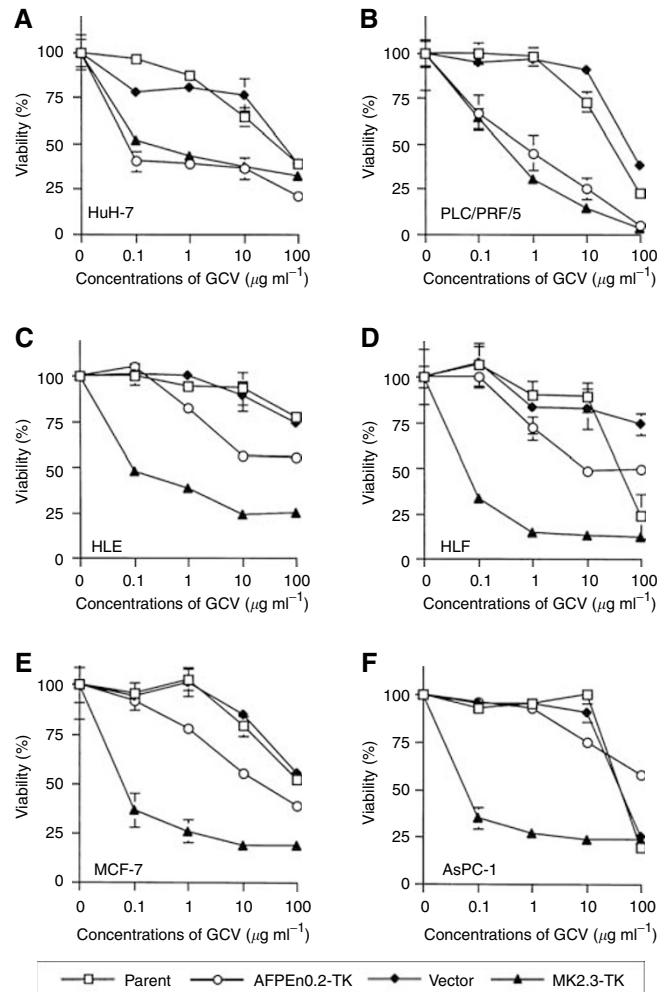 A
B
100
75
50
25
0
Viability (%)
HuH-7
0 0.1 1 10 100
Concentrations of GCV (μg ml−1)
100
75
50
25
0
Viability (%)
PLC/PRF/5
0 0.1 1 10 100
Concentrations of GCV (μg ml−1)
C
D
100
75
50
25
0
Viability (%)
HLE
0 0.1 1 10 100
Concentrations of GCV (μg ml−1)
100
75
50
25
0
Viability (%)
HLF
0 0.1 1 10 100
Concentrations of GCV (μg ml−1)
E
F
100
75
50
25
0
Viability (%)
MCF-7
0 0.1 1 10 100
Concentrations of GCV (μg ml−1)
100
75
50
25
0
Viability (%)
AsPC-1
0 0.1 1 10 100
Concentrations of GCV (μg ml−1)
Parent AFPEn0.2-TK Vector MK2.3-TK